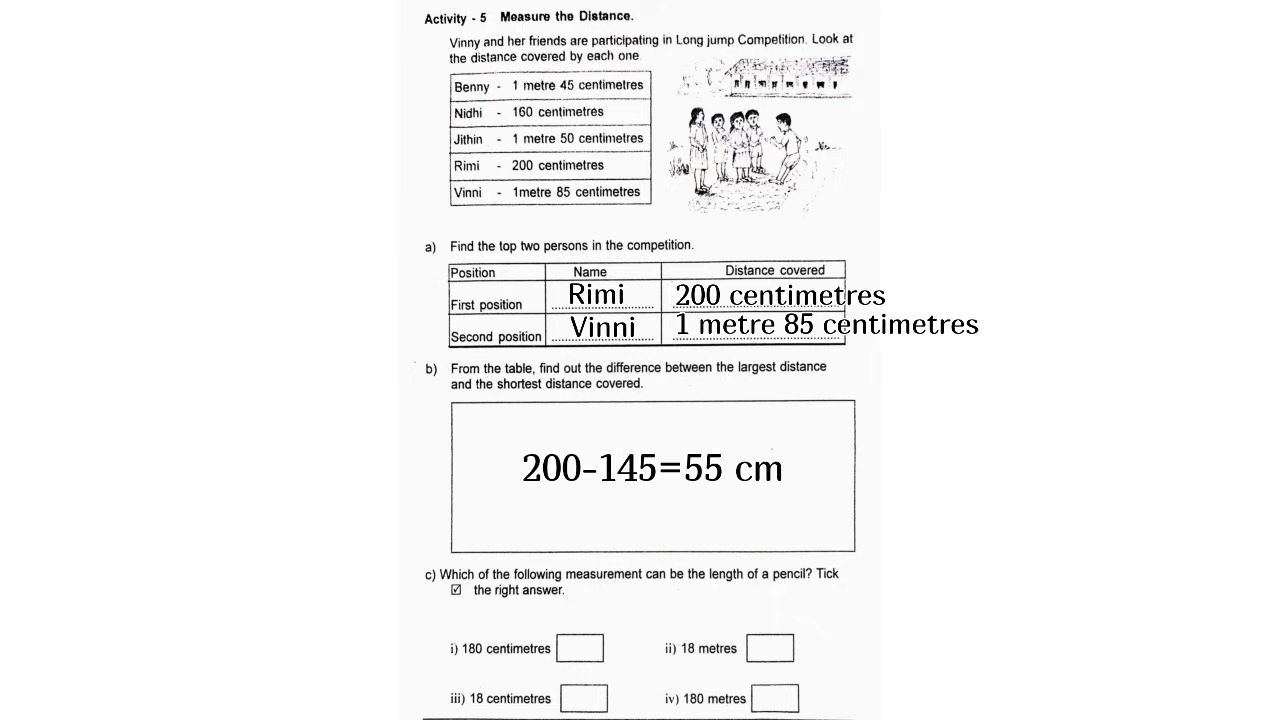 Activity - 5 Measure the Distance.
Vinny and her friends are participating in Long jump Competition. Look at
the distance covered by each one
Benny - 1 metre 45 centimetres
Nidhi - 160 centimetres
Jithin - 1 metre 50 centimetres
Rimi - 200 centimetres
Vinni - 1metre 85 centimetres
a) Find the top two persons in the competition.
Position Name Distance covered
First position Rimi 200 centimetres
Second position Vinni 1 metre 85 centimetres
b) From the table, find out the difference between the largest distance
and the shortest distance covered.
200-145=55 cm
c) Which of the following measurement can be the length of a pencil? Tick
☑ the right answer.
i) 180 centimetres ii) 18 metres
iii) 18 centimetres iv) 180 metres